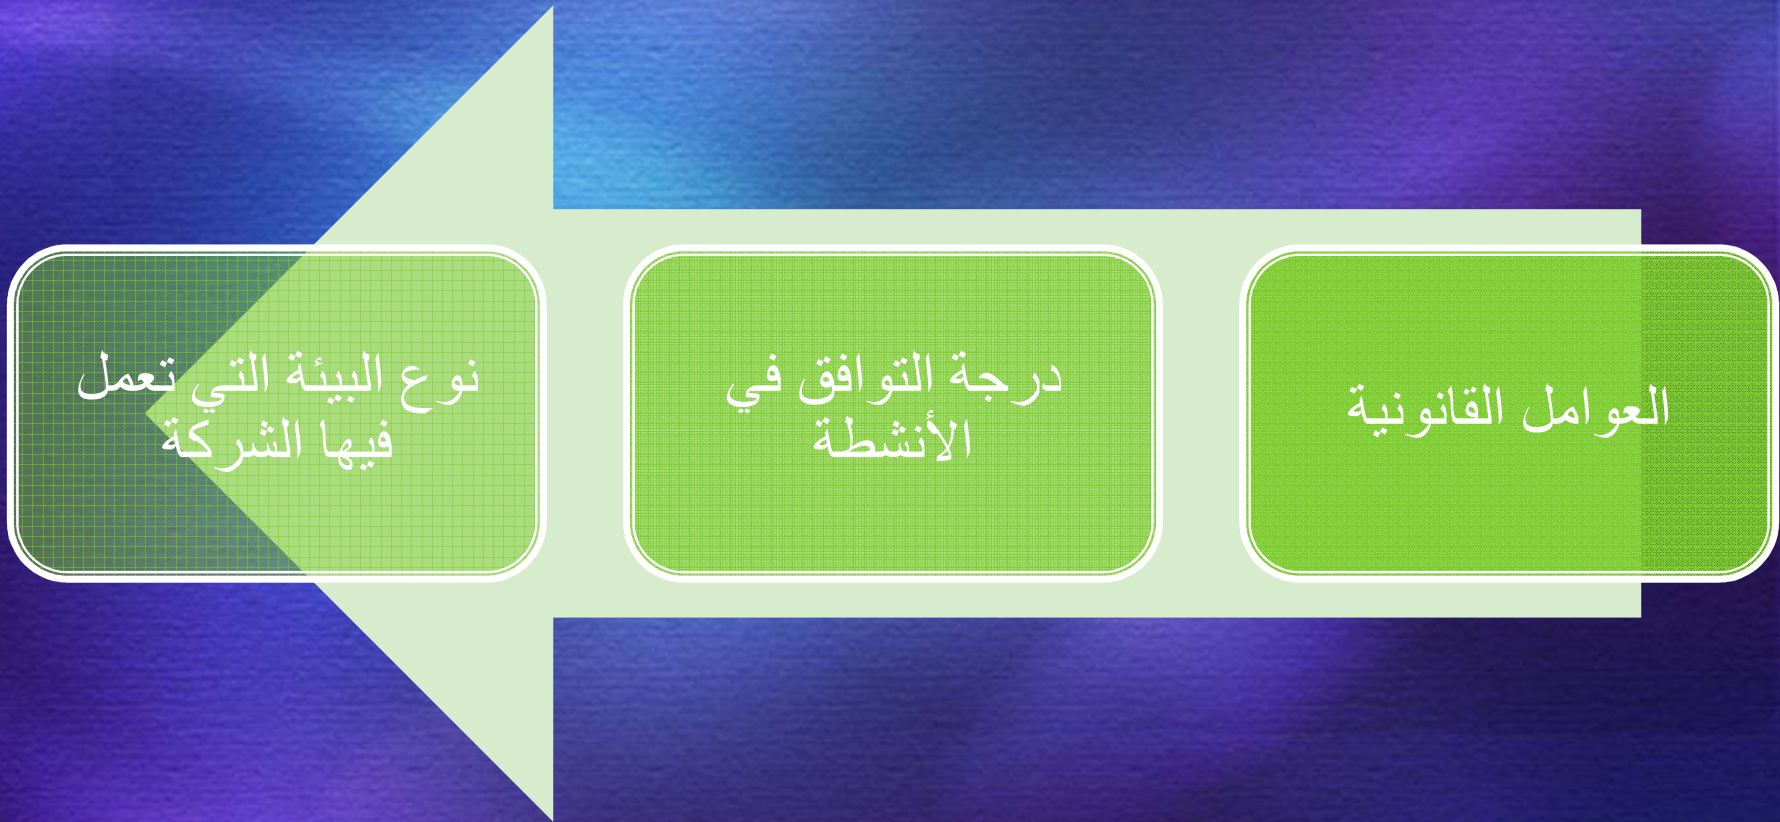 العوامل القانونية
درجة التوافق في
الأنشطة
نوع البيئة التي تعمل
فيها الشركة